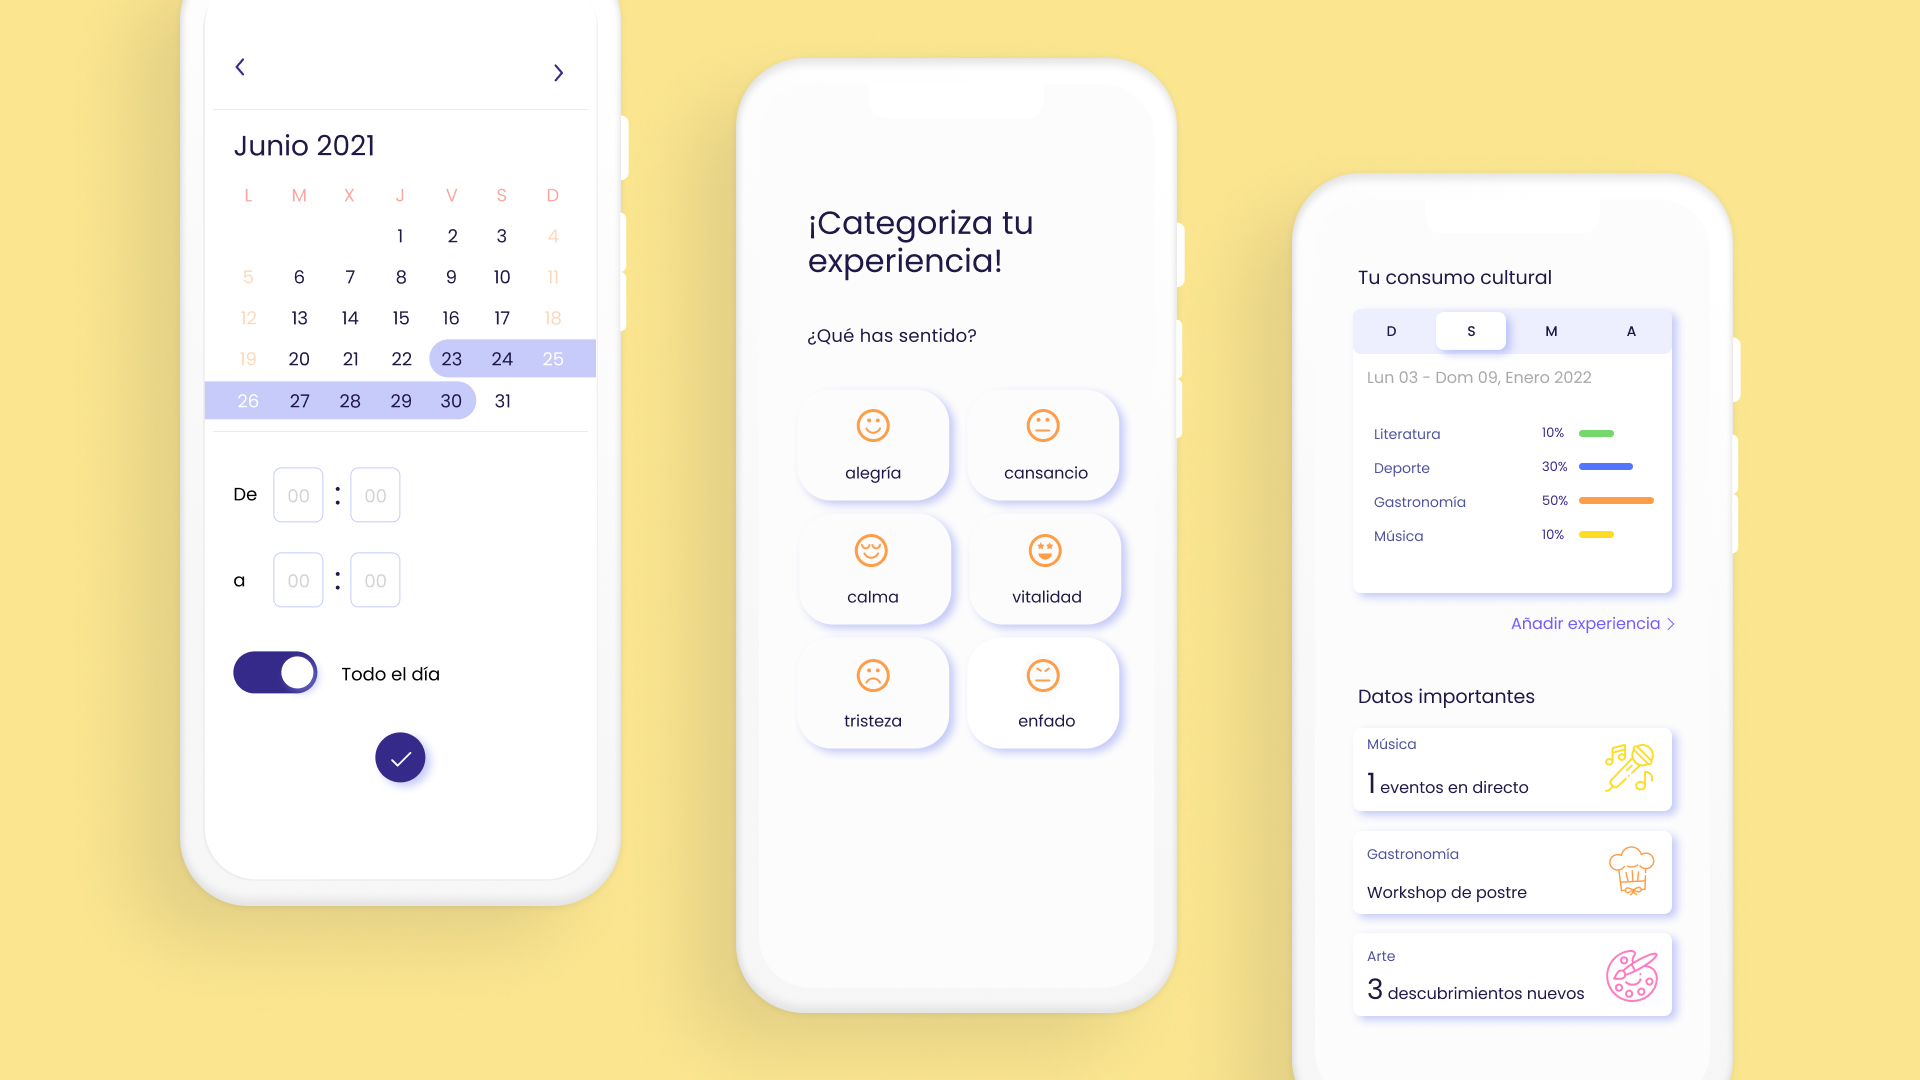 Junio 2021
L M X J V S D
1 2 3 4
5 6 7 8 9 10 11
12 13 14 15 16 17 18
19 20 21 22 23 24 25
26 27 28 29 30 31
De 00 : 00
a 00 : 00
Todo el día
¡Categoriza tu
experiencia!
¿Qué has sentido?
alegría cansancio
calma vitalidad
tristeza enfado
Tu consumo cultural
D S M A
Lun 03 - Dom 09, Enero 2022
Literatura 10%
Deporte 30%
Gastronomía 50%
Música 10%
Añadir experiencia >
Datos importantes
Música
1 eventos en directo
Gastronomía
Workshop de postre
Arte
3 descubrimientos nuevos